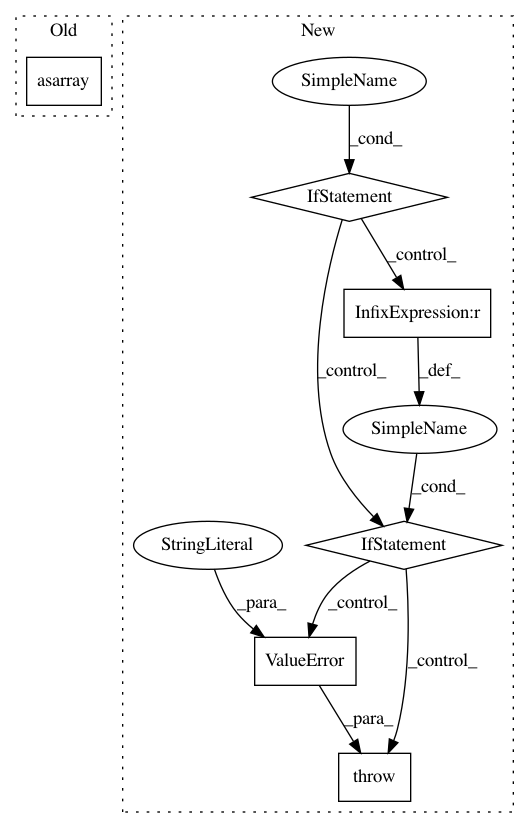 Old
New
asarray
SimpleName
_cond_
IfStatement
_control_
InfixExpression:r
_control_
_def_
SimpleName
_cond_
StringLiteral
IfStatement
_para_
_control_
ValueError
_control_
_para_
throw